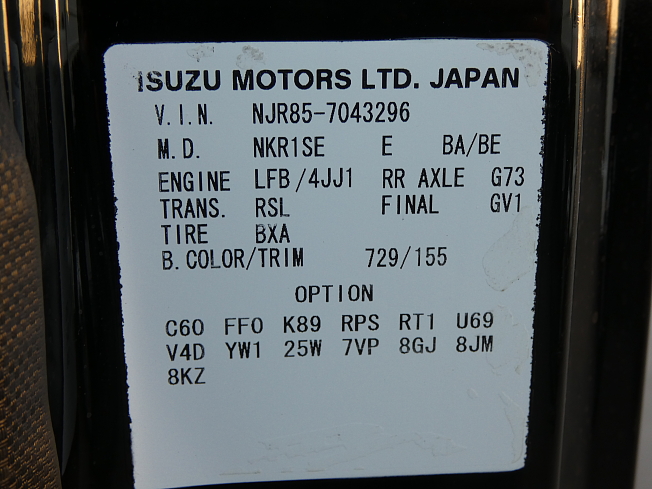 ISUZU MOTORS LTD. JAPAN
V.I.N. NJR85-7043296
M.D. NKR1SE E BA/BE
ENGINE LFB/4JJ1 RR AXLE G73
TRANS. RSL FINAL GV1
TIRE BXA
B.COLOR/TRIM 729/155
OPTION
C60 FF0 K89 RPS RT1 U69
V4D YW1 25W 7VP 8GJ 8JM
8KZ